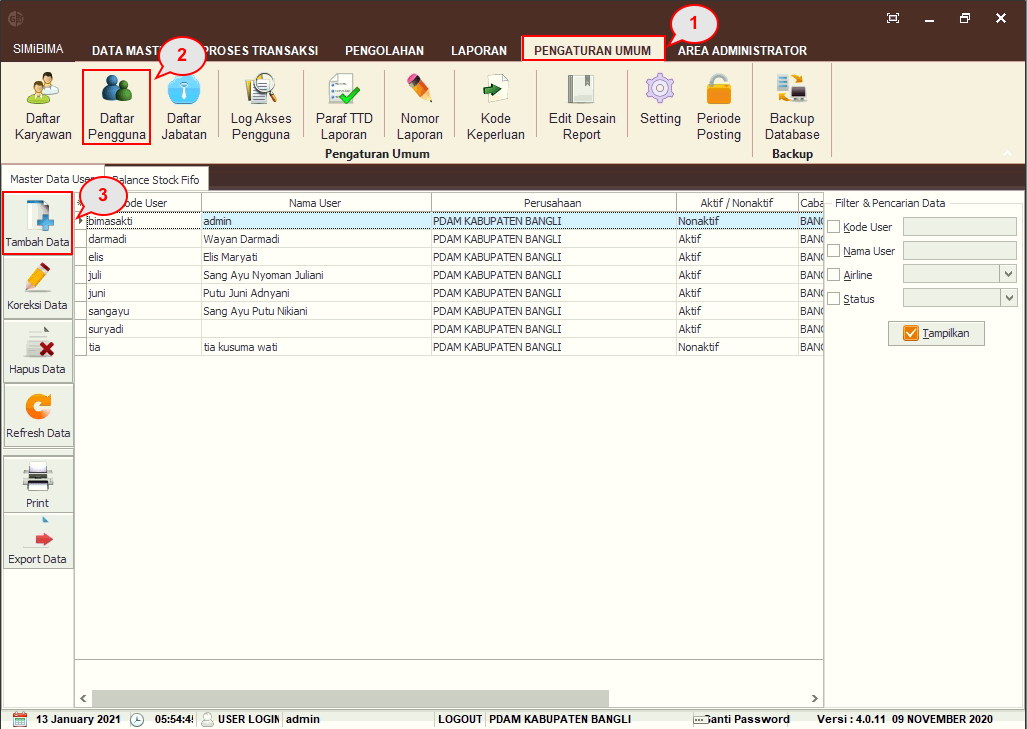 SIMiBIMA
DATA MAST PROSES TRANSAKSI PENGOLAHAN LAPORAN PENGATURAN UMUM AREA ADMINISTRATOR
1
2
Daftar Karyawan
Daftar Pengguna
Daftar Jabatan
Log Akses Pengguna
Paraf TTD Laporan
Nomor Laporan
Kode Keperluan
Edit Desain Report
Setting
Periode Posting
Backup Database
Pengaturan Umum
Backup
Master Data User
Balance Stock Fifo
3
Tambah Data
Koreksi Data
Hapus Data
Refresh Data
Print
Export Data
ode User Nama User Perusahaan Aktif / Nonaktif Caba
bimasakti admin PDAM KABUPATEN BANGLI Nonaktif BANG
darmadi Wayan Darmadi PDAM KABUPATEN BANGLI Aktif BANG
elis Elis Maryati PDAM KABUPATEN BANGLI Aktif BANG
juli Sang Ayu Nyoman Juliani PDAM KABUPATEN BANGLI Aktif BANG
juni Putu Juni Adnyani PDAM KABUPATEN BANGLI Aktif BANG
sangayu Sang Ayu Putu Nikiani PDAM KABUPATEN BANGLI Aktif BANG
suryadi PDAM KABUPATEN BANGLI Aktif BANG
tia tia kusuma wati PDAM KABUPATEN BANGLI Nonaktif BANG
Filter & Pencarian Data
Kode User
Nama User
Airline
Status
Tampilkan
13 January 2021 05:54:4 USER LOGIN admin LOGOUT PDAM KABUPATEN BANGLI Ganti Password Versi : 4.0.11 09 NOVEMBER 2020